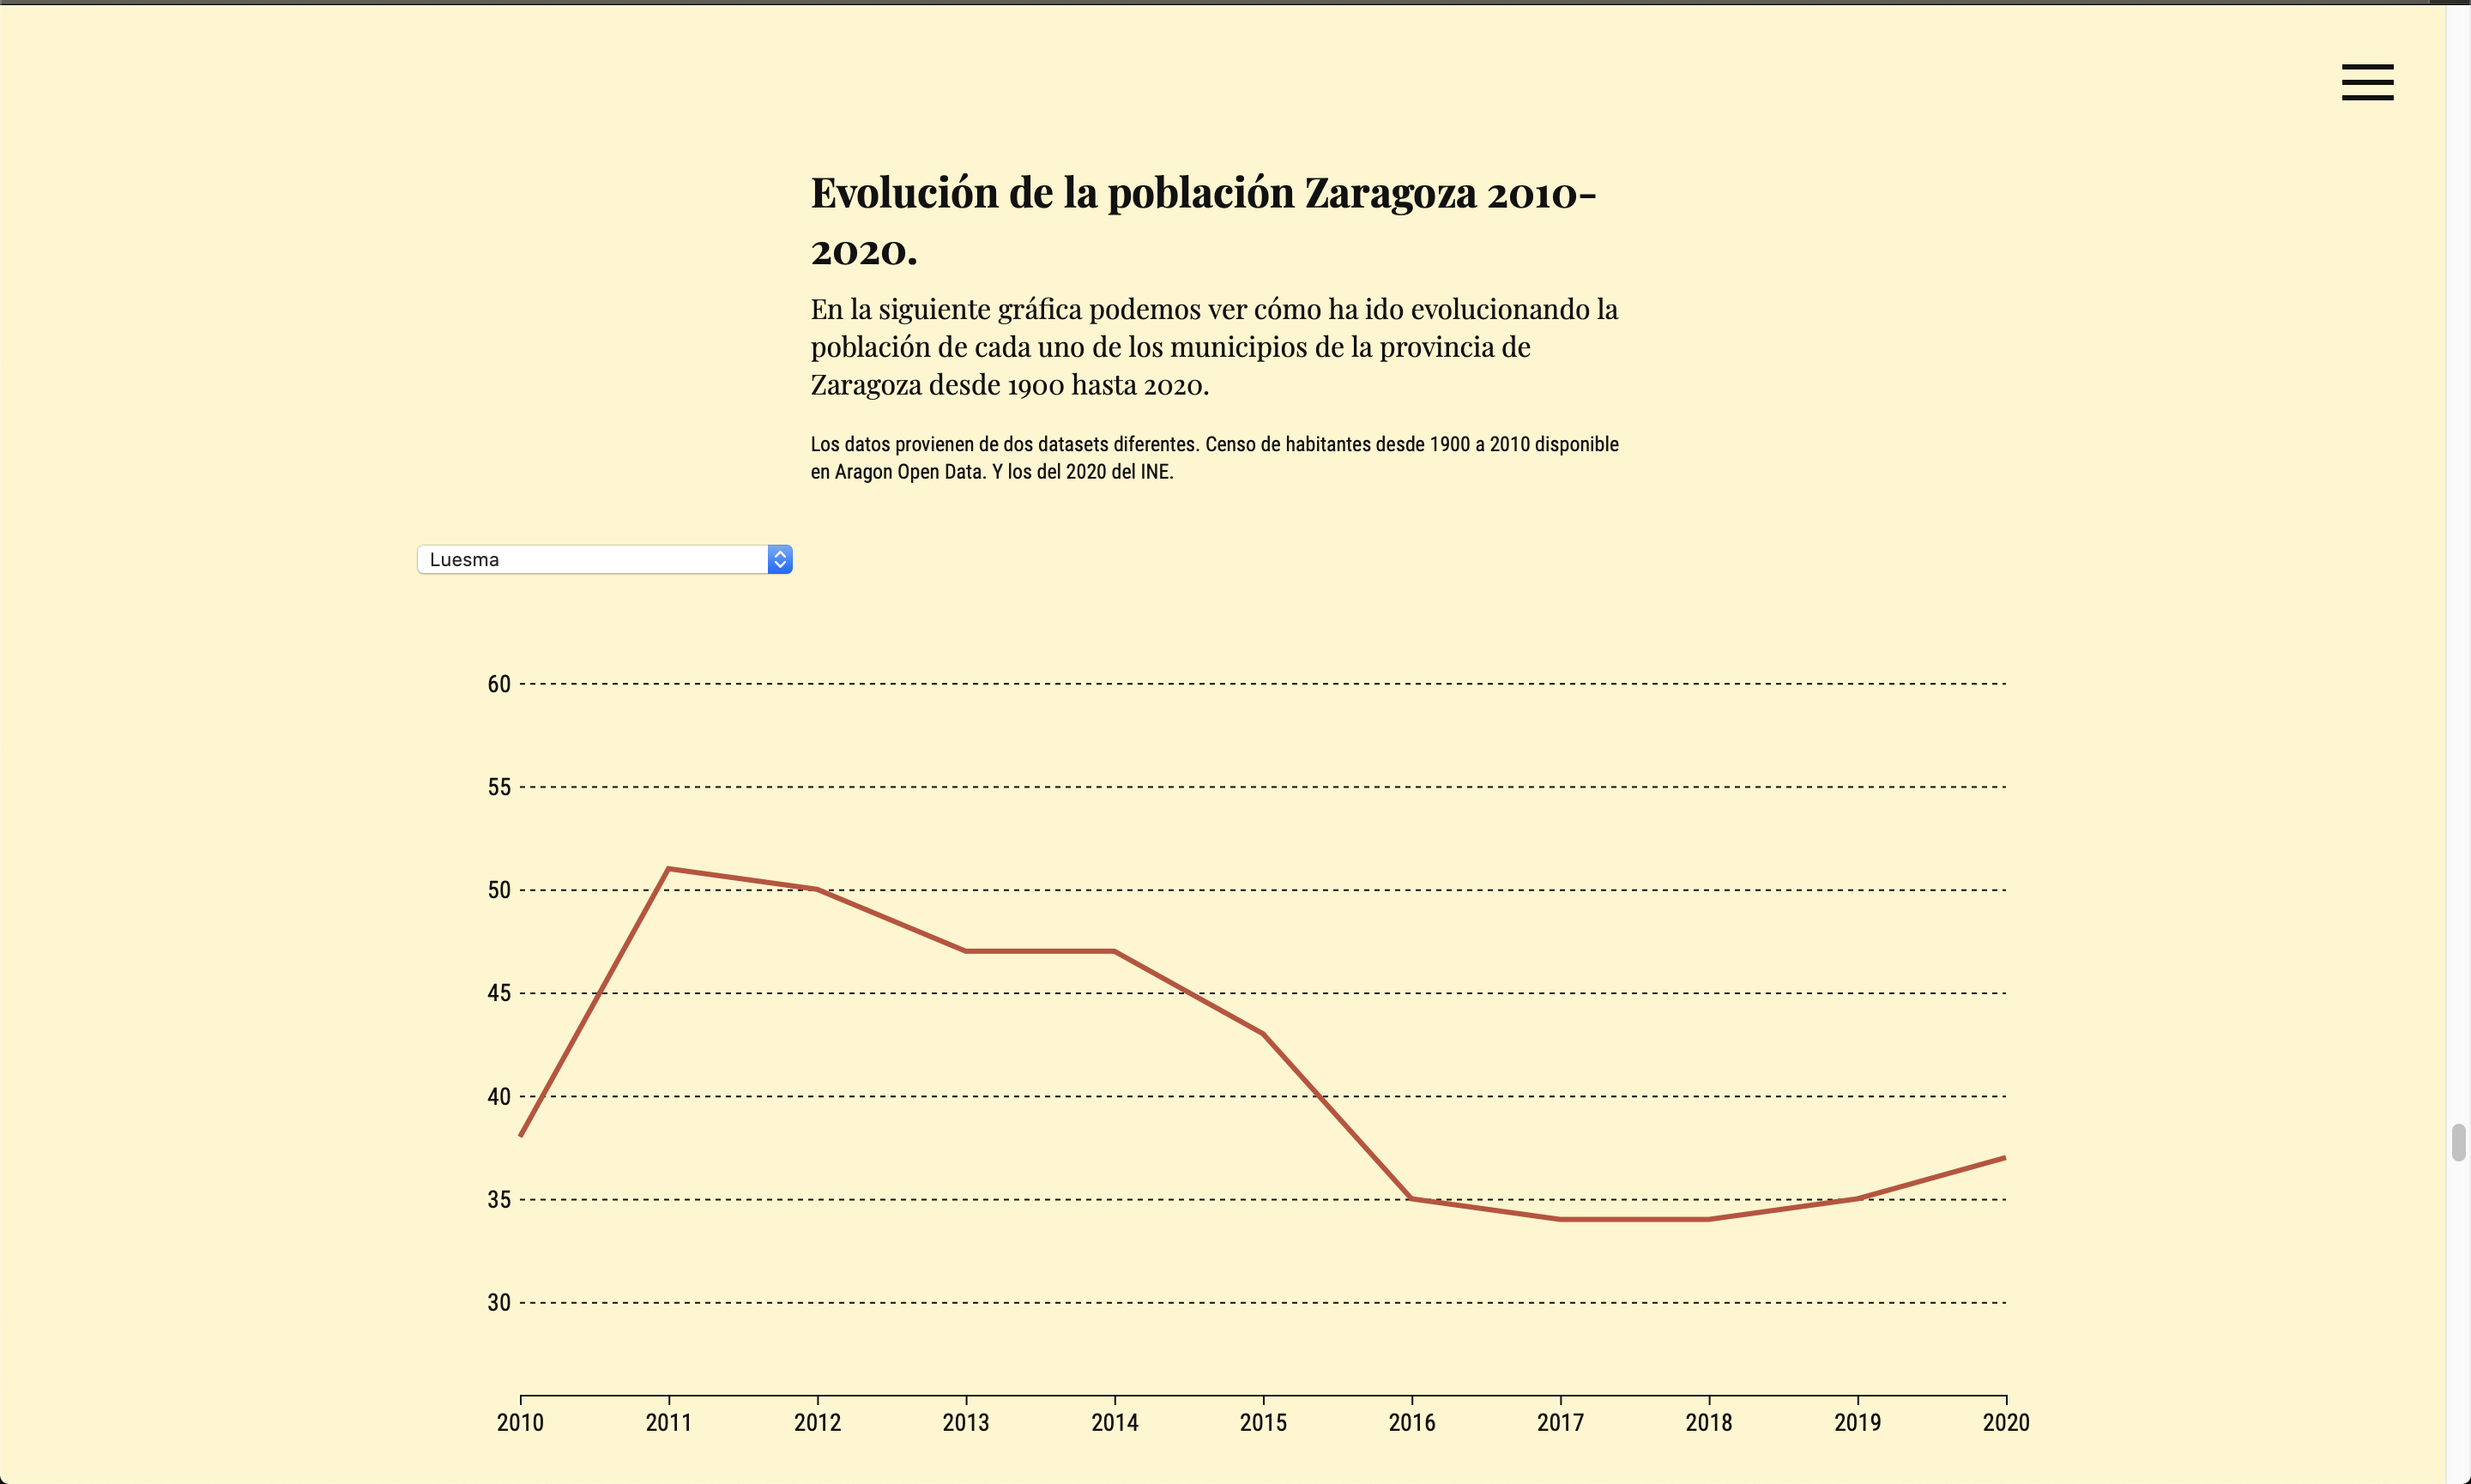 Evolución de la población Zaragoza 2010-
2020.
En la siguiente gráfica podemos ver cómo ha ido evolucionando la
población de cada uno de los municipios de la provincia de
Zaragoza desde 1900 hasta 2020.
Los datos provienen de dos datasets diferentes. Censo de habitantes desde 1900 a 2010 disponible
en Aragon Open Data. Y los del 2020 del INE.
Luesma
60
55
50
45
40
35
30
2010 2011 2012 2013 2014 2015 2016 2017 2018 2019 2020